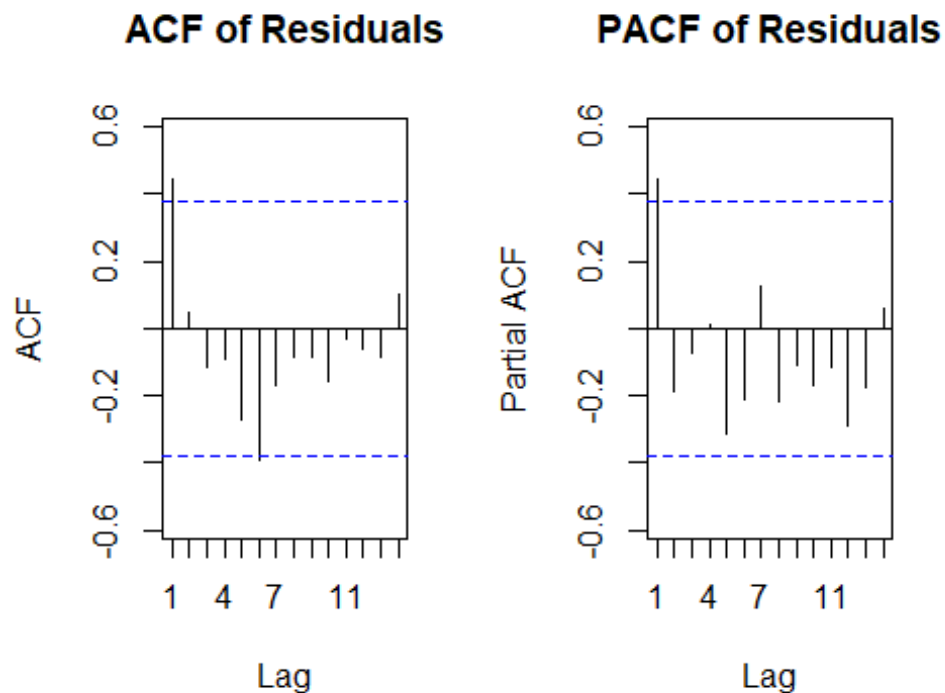 ACF of Residuals
ACF
0.6
0.2
-0.2
-0.6
1 4 7 11
Lag
PACF of Residuals
Partial ACF
0.6
0.2
-0.2
-0.6
1 4 7 11
Lag